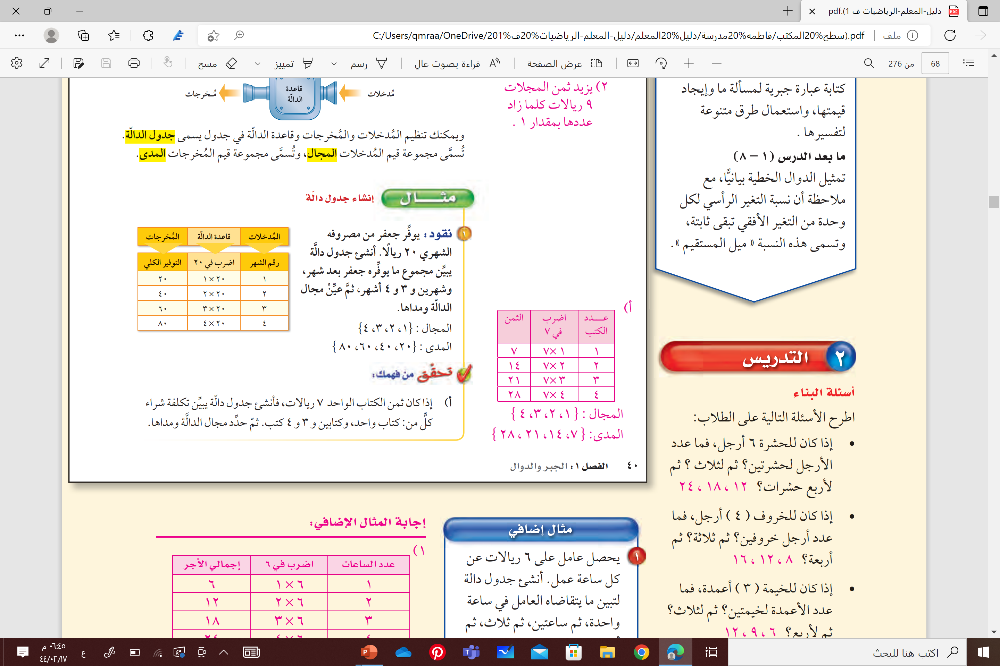 دليل-المعلم-الرياضيات ف 1).pdf
ملف
C:/Users/qmraa/OneDrive/سطح%20المكتب/فاطمه%20مدرسة/دليل%20المعلم/دليل-المعلم-الرياضيات%20ف%201).pdf
68
من 276
عرض الصفحة
قراءة بصوت عالٍ
رسم
تمييز
مسح
كتابة عبارة جبرية لمسألة ما وإيجاد
قيمتها، واستعمال طرق متنوعة
لتفسيرها .
ما بعد الدرس (١ – ٨)
تمثيل الدوال الخطية بيانيًّا، مع
ملاحظة أن نسبة التغير الرأسي لكل
وحدة من التغير الأفقي تبقى ثابتة،
وتسمى هذه النسبة « ميل المستقيم ».
٢ التدريس
أسئلة البناء
اطرح الأسئلة التالية على الطلاب:
• إذا كان للحشرة ٦ أرجل، فما عدد
الأرجل لحشرتين؟ ثم لثلاث ؟ ثم
لأربع حشرات؟ ١٢ ، ١٨ ، ٢٤
• إذا كان للخروف ( ٤ ) أرجل، فما
عدد أرجل خروفين؟ ثم ثلاثة؟ ثم
أربعة؟ ٨ ، ١٢ ، ١٦
• إذا كان للخيمة ( ٣ ) أعمدة، فما
عدد الأعمدة لخيمتين؟ ثم لثلاث؟
ثم لأربع؟ ٦ ، ٩ ، ١٢
٢) يزيد ثمن المجلات
٩ ريالات كلما زاد
عددها بمقدار ١ .
مُدخلات
قاعدة
الدالّة
مُخرجات
ويمكنك تنظيم المُدخلات والمُخرجات وقاعدة الدالّة في جدول يسمى جدول الدالّة.
تُسمَّى مجموعة قيم المُدخلات المجال، وتُسمَّى مجموعة قيم المُخرجات المدى.
مثـــال إنشاء جدول دالّة
١ نقود: يوفِّر جعفر من مصروفه
الشهري ٢٠ ريالًا. أنشئ جدول دالَّة
يبيِّن مجموع ما يوفِّره جعفر بعد شهر،
وشهرين و ٣ و ٤ أشهر، ثمَّ عيِّنْ مجال
الدالّة ومداها.
المجال : {١، ٢، ٣، ٤}
المدى : {٢٠، ٤٠، ٦٠، ٨٠ }
المُدخلات قاعدة الدالّة المُخرجات
رقم الشهر اضرب في ٢٠ التوفير الكلي
١ ٢٠ × ١ ٢٠
٢ ٢٠ × ٢ ٤٠
٣ ٢٠ × ٣ ٦٠
٤ ٢٠ × ٤ ٨٠
تحقّق من فهمك:
أ) إذا كان ثمن الكتاب الواحد ٧ ريالات، فأنشئ جدول دالّة يبيِّن تكلفة شراء
كلٍّ من: كتاب واحد، وكتابين و ٣ و ٤ كتب. ثمّ حدِّد مجال الدالَّة ومداها.
أ)
عـــدد الكتب اضرب في ٧ الثمن
١ ١ ×٧ ٧
٢ ٢ ×٧ ١٤
٣ ٣ ×٧ ٢١
٤ ٤ ×٧ ٢٨
المجال : { ١، ٢، ٣، ٤ }
المدى: { ٧، ١٤، ٢١ ، ٢٨ }
٤٠ الفصل ١: الجبر والدوال
مثال إضافي
١ يحصل عامل على ٦ ريالات عن
كل ساعة عمل. أنشئ جدول دالة
لتبين ما يتقاضاه العامل في ساعة
واحدة، ثم ساعتين، ثم ثلاث، ثم
إجابة المثال الإضافي:
١)
عدد الساعات اضرب في ٦ إجمالي الأجر
١ ٦ × ١ ٦
٢ ٦ × ٢ ١٢
٣ ٦ × ٣ ١٨
٤ ٦ × ٤ ٢٤
اكتب هنا للبحث
ع
٠٦:٤٥ م
٤٤/٠٢/١٧